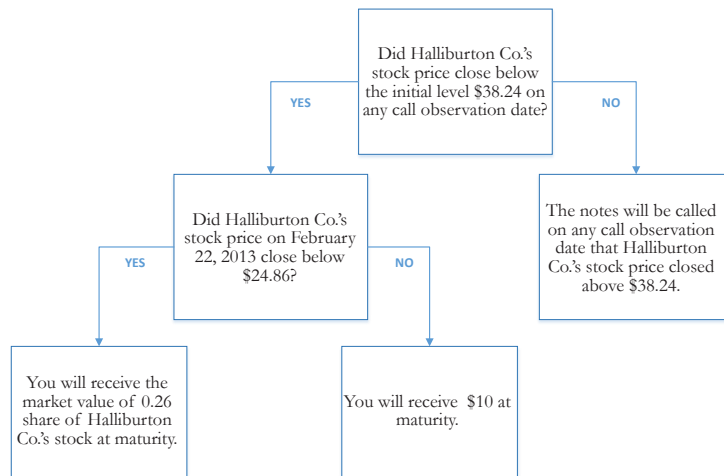 Did Halliburton Co.'s
stock price close below
the initial level $38.24 on
any call observation date?
YES
NO
Did Halliburton Co.'s
stock price on February
22, 2013 close below
$24.86?
The notes will be called
on any call observation
date that Halliburton
Co.'s stock price closed
above $38.24.
YES
NO
You will receive the
market value of 0.26
share of Halliburton
Co.'s stock at maturity.
You will receive $10 at
maturity.